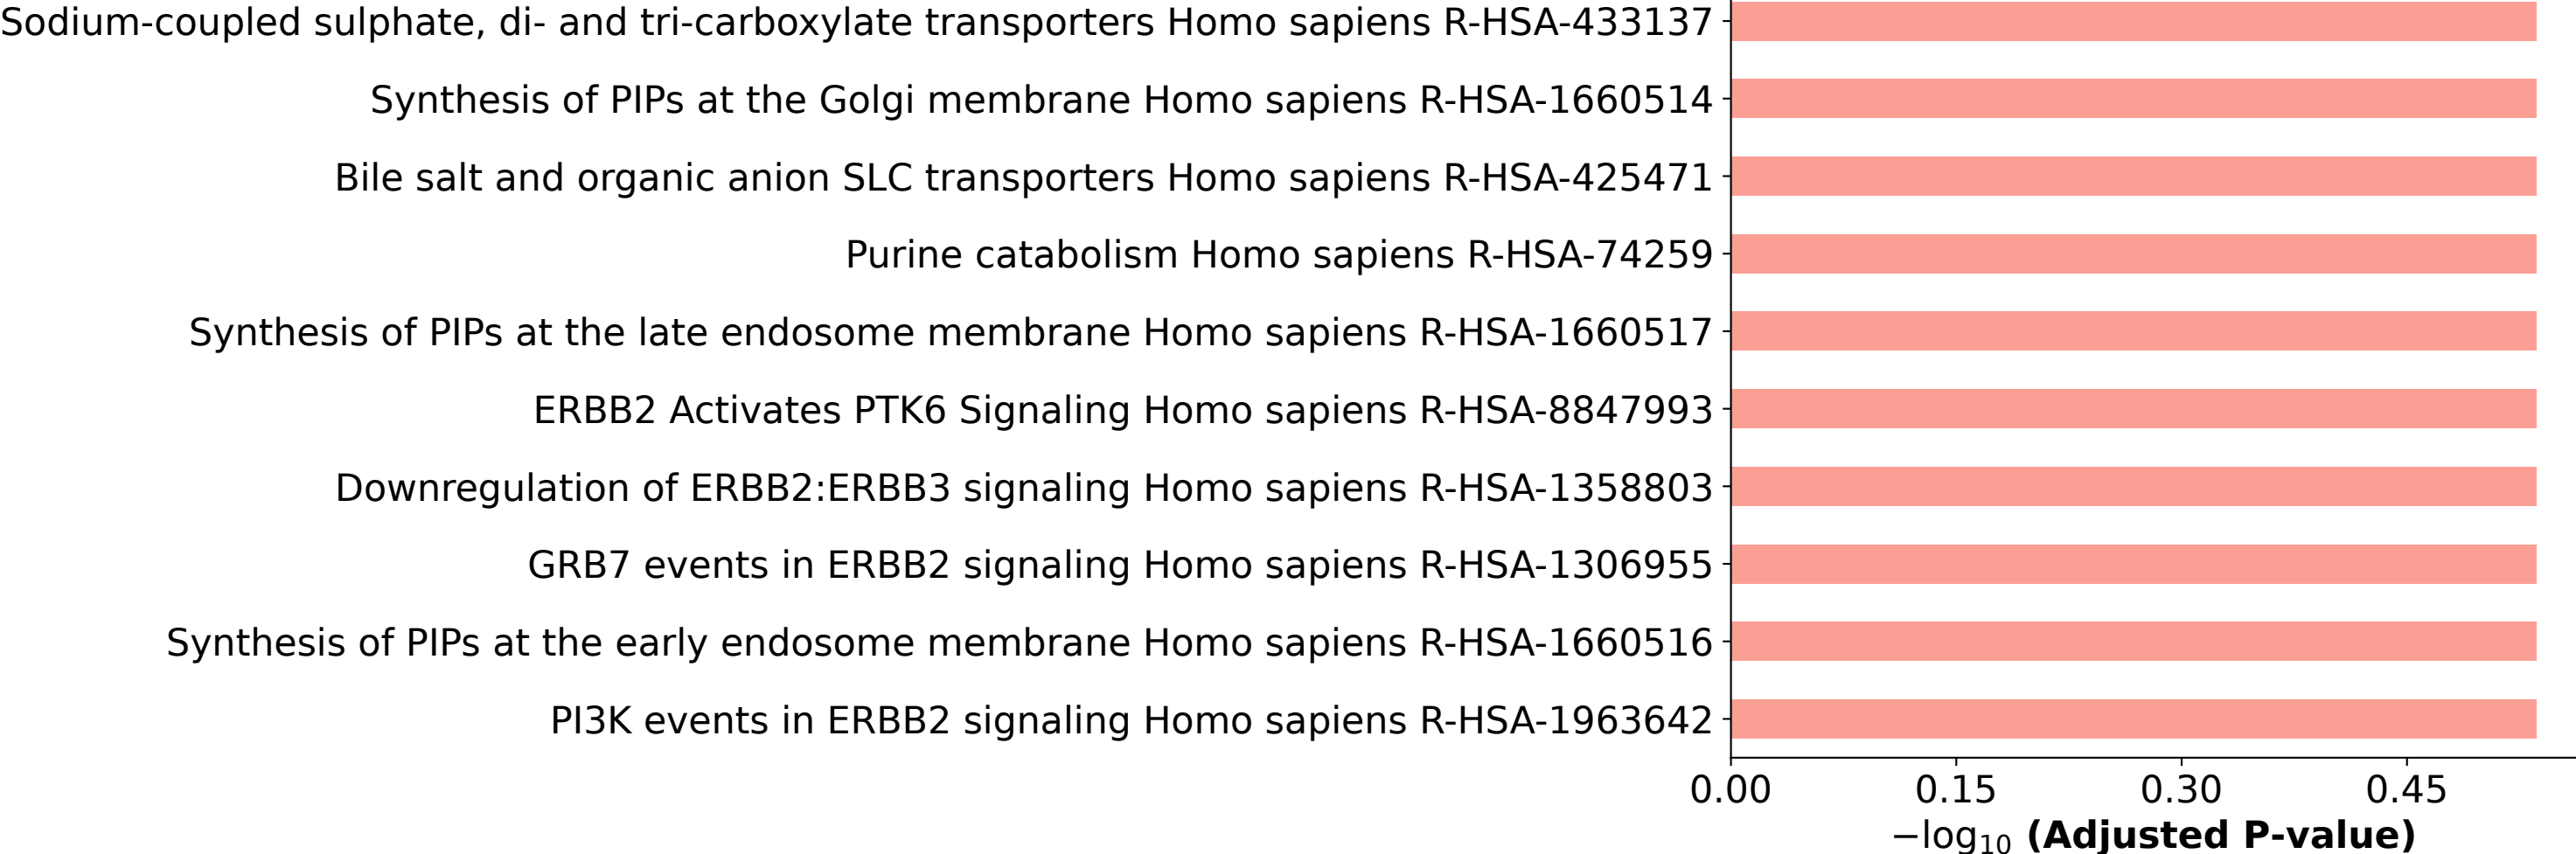 Sodium-coupled sulphate, di- and tri-carboxylate transporters Homo sapiens R-HSA-433137
Synthesis of PIPs at the Golgi membrane Homo sapiens R-HSA-1660514
Bile salt and organic anion SLC transporters Homo sapiens R-HSA-425471
Purine catabolism Homo sapiens R-HSA-74259
Synthesis of PIPs at the late endosome membrane Homo sapiens R-HSA-1660517
ERBB2 Activates PTK6 Signaling Homo sapiens R-HSA-8847993
Downregulation of ERBB2:ERBB3 signaling Homo sapiens R-HSA-1358803
GRB7 events in ERBB2 signaling Homo sapiens R-HSA-1306955
Synthesis of PIPs at the early endosome membrane Homo sapiens R-HSA-1660516
PI3K events in ERBB2 signaling Homo sapiens R-HSA-1963642
0.00 0.15 0.30 0.45
−log₁₀ (Adjusted P-value)